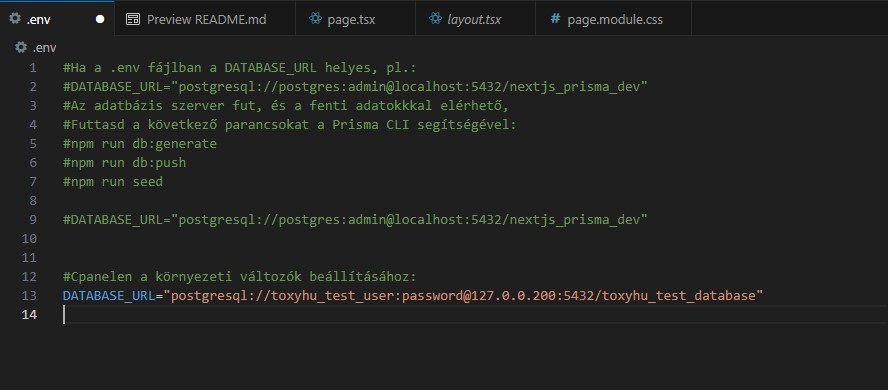 .env
Preview README.md
page.tsx
layout.tsx
# page.module.css
.env
1 #Ha a .env fájlban a DATABASE_URL helyes, pl.:
2 #DATABASE_URL="postgresql://postgres:admin@localhost:5432/nextjs_prisma_dev"
3 #Az adatbázis szerver fut, és a fenti adatokkkal elérhető,
4 #Futtasd a következő parancsokat a Prisma CLI segítségével:
5 #npm run db:generate
6 #npm run db:push
7 #npm run seed
8
9 #DATABASE_URL="postgresql://postgres:admin@localhost:5432/nextjs_prisma_dev"
10
11
12 #Cpanelen a környezeti változók beállításához:
13 DATABASE_URL="postgresql://toxyhu_test_user:password@127.0.0.200:5432/toxyhu_test_database"
14